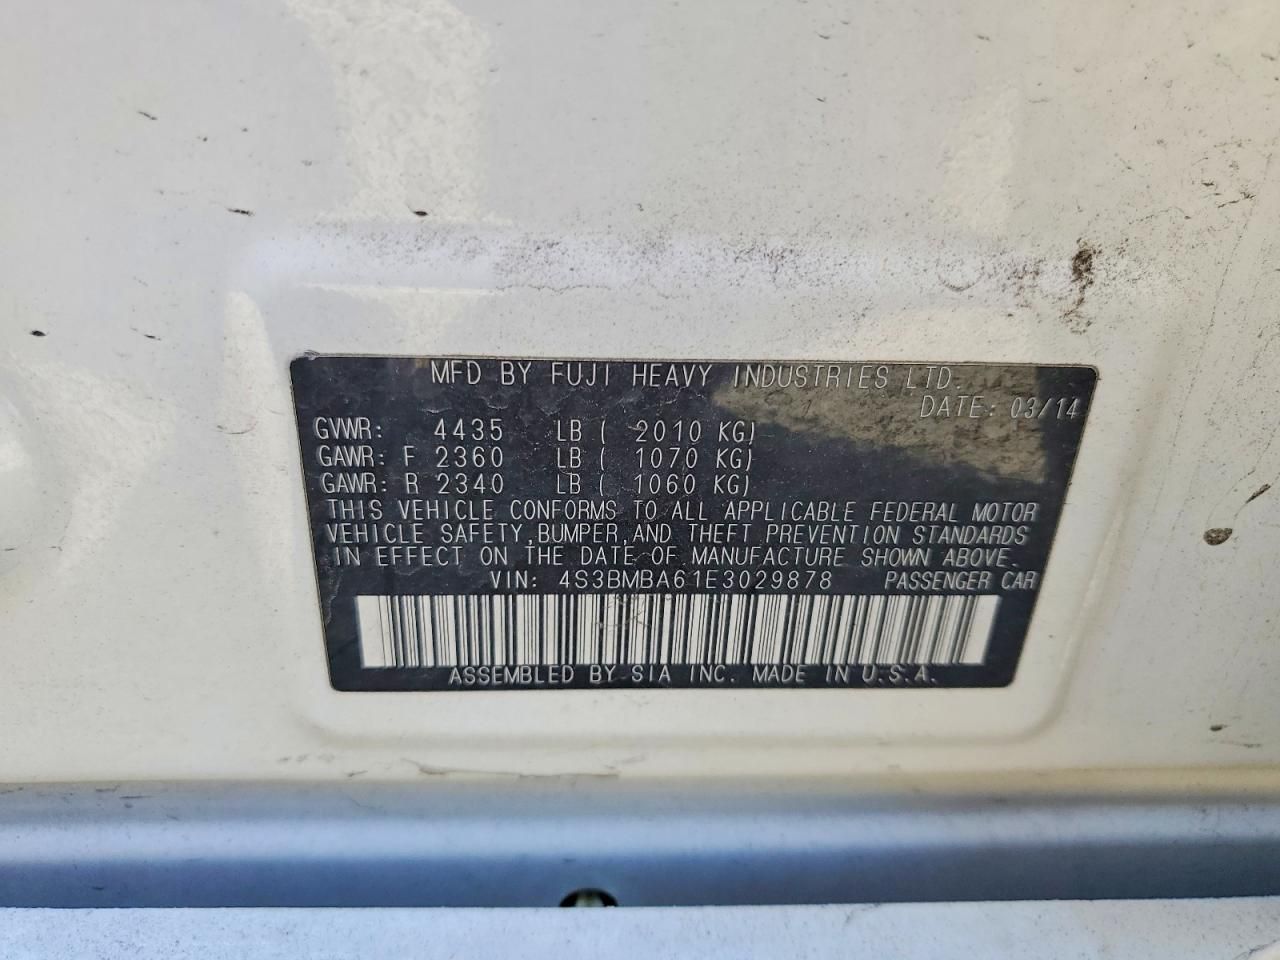 MFD BY FUJI HEAVY INDUSTRIES LTD.
DATE: 03/14
GVWR: 4435 LB ( 2010 KG)
GAWR: F 2360 LB ( 1070 KG)
GAWR: R 2340 LB ( 1060 KG)
THIS VEHICLE CONFORMS TO ALL APPLICABLE FEDERAL MOTOR
VEHICLE SAFETY,BUMPER,AND THEFT PREVENTION STANDARDS
IN EFFECT ON THE DATE OF MANUFACTURE SHOWN ABOVE.
VIN: 4S3BMBA61E3029878 PASSENGER CAR
ASSEMBLED BY SIA INC. MADE IN U.S.A.